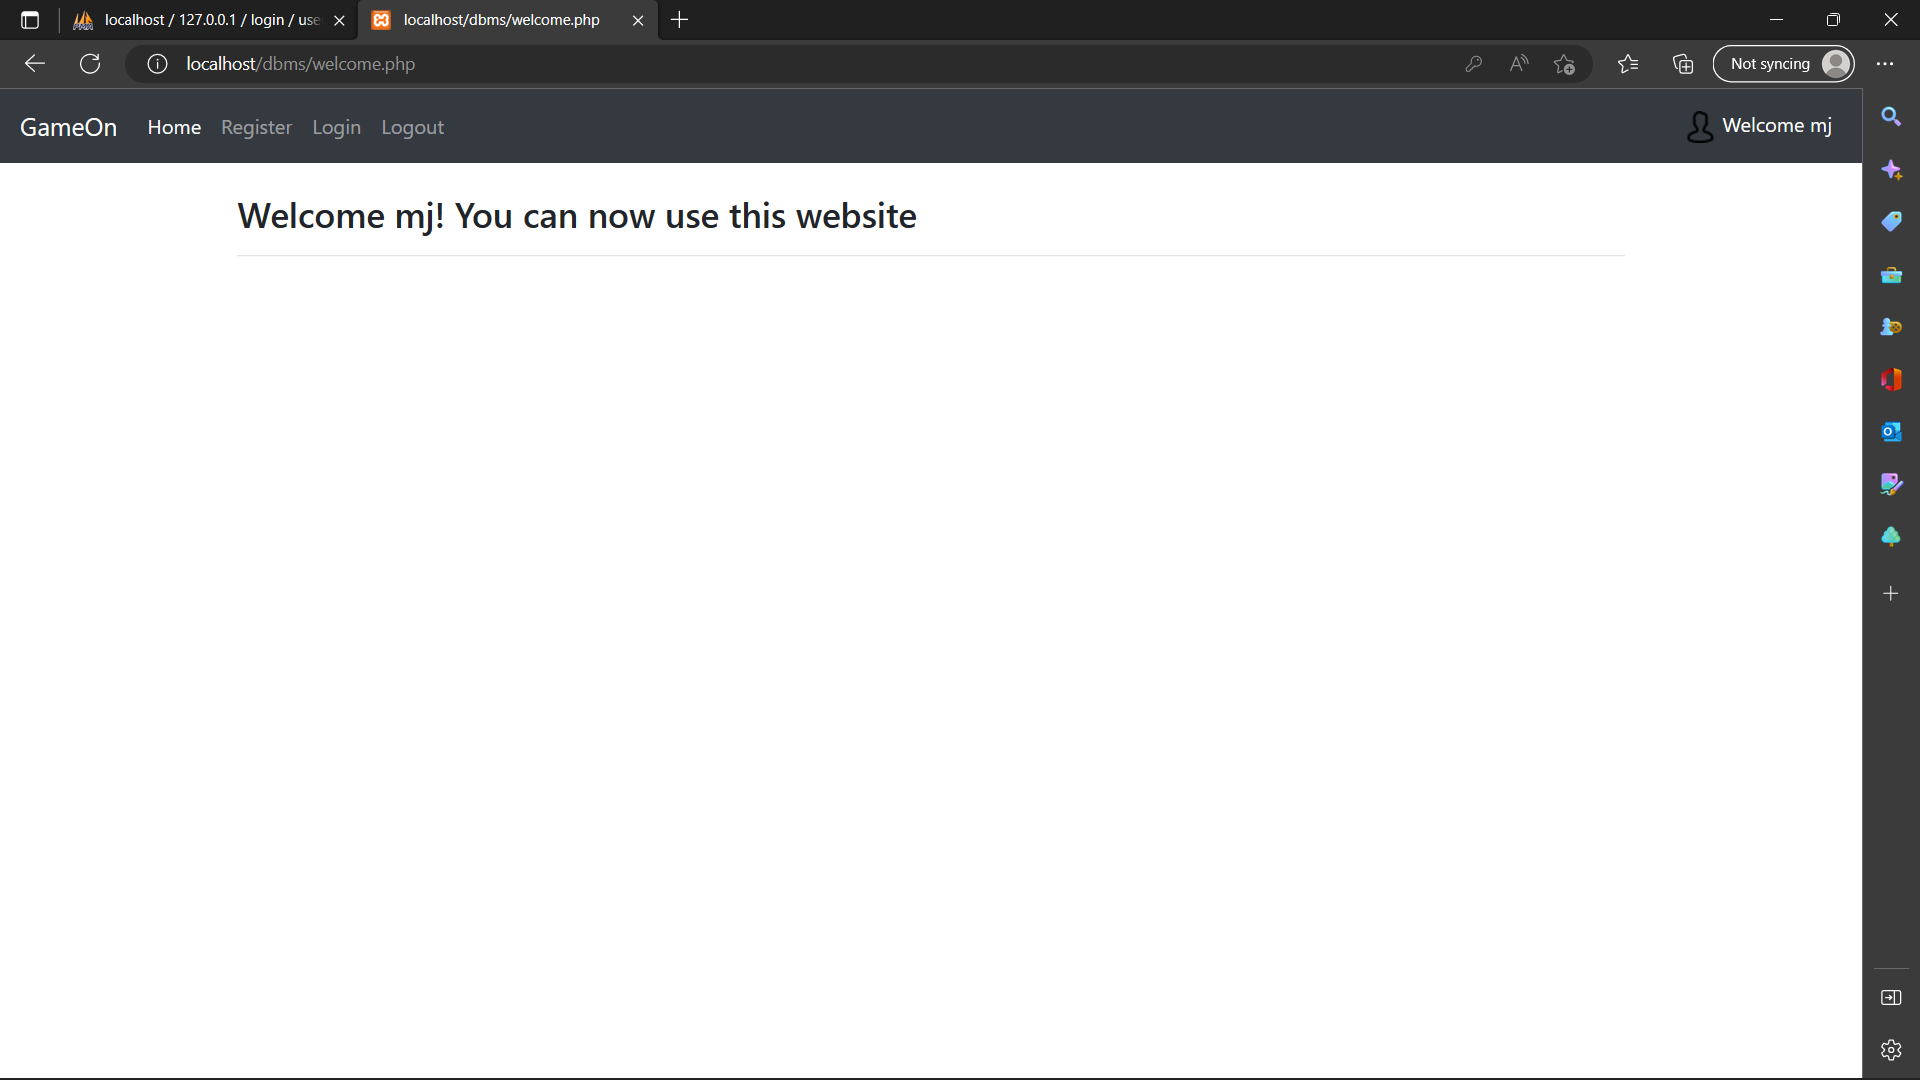 localhost / 127.0.0.1 / login / use
localhost/dbms/welcome.php
localhost/dbms/welcome.php
Not syncing
GameOn Home Register Login Logout
Welcome mj
Welcome mj! You can now use this website